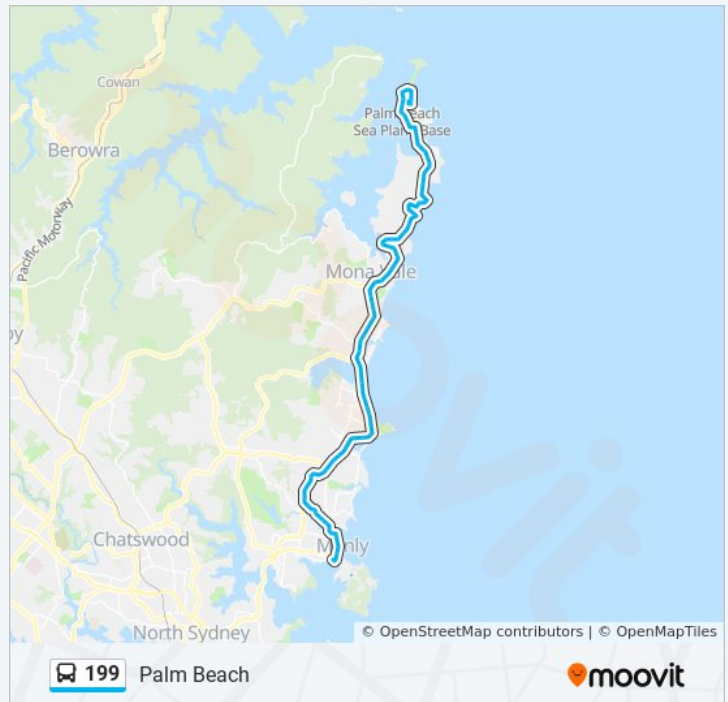 Cowan
Palm Beach
Sea Plane Base
Berowra
Pacific Motorway
Mona Vale
Chatswood
Manly
North Sydney
© OpenStreetMap contributors | © OpenMapTiles
199 Palm Beach
moovit